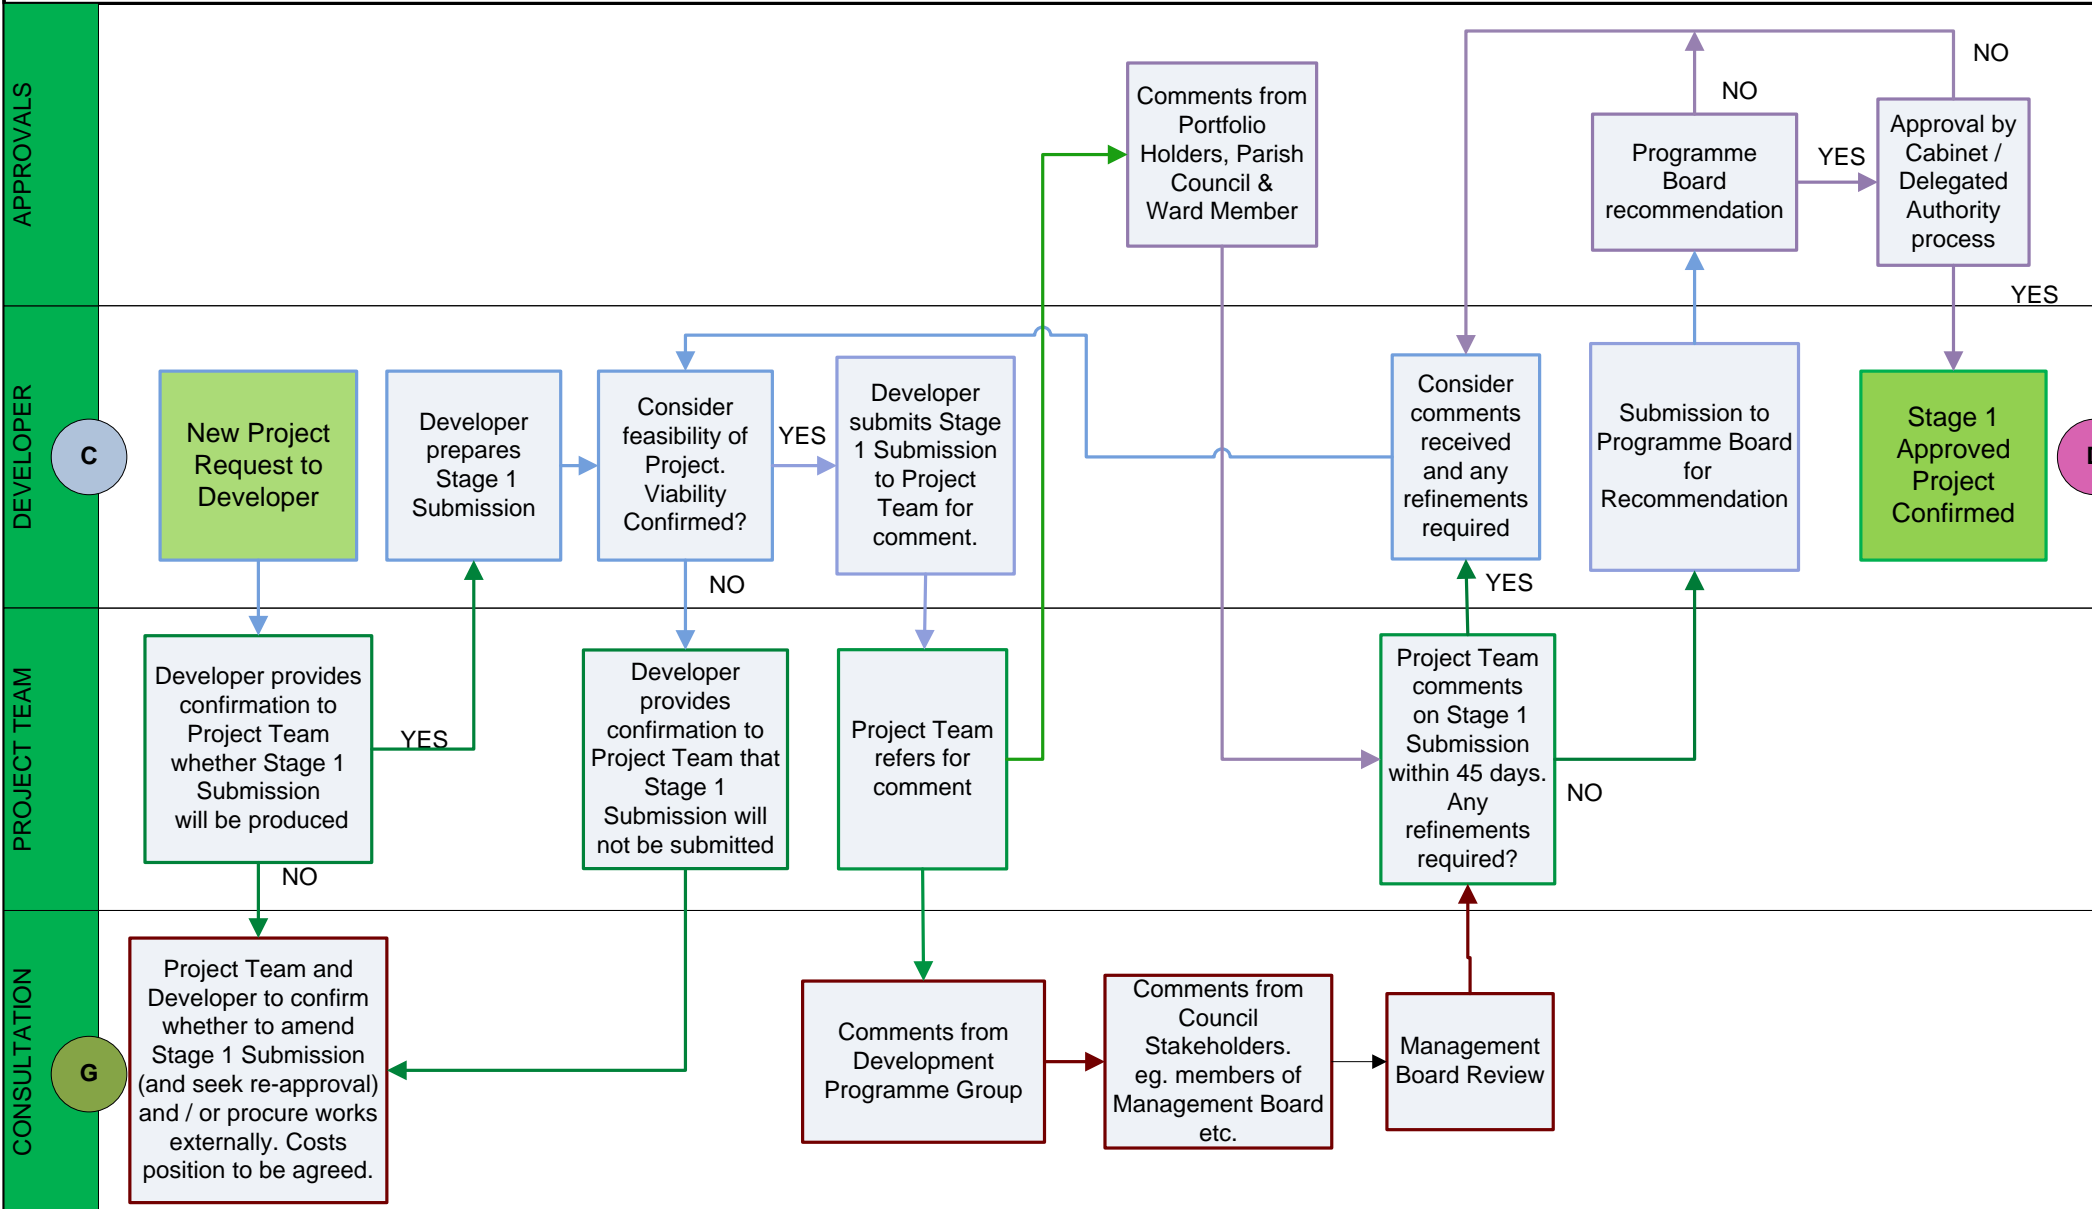 APPROVALS
Comments from
Portfolio
Holders, Parish
Council &
Ward Member
NO
Programme
Board
recommendation
YES
Approval by
Cabinet /
Delegated
Authority
process
NO
YES
DEVELOPER
C
New Project
Request to
Developer
Developer
prepares
Stage 1
Submission
Consider
feasibility of
Project.
Viability
Confirmed?
YES
NO
Developer
submits Stage
1 Submission
to Project
Team for
comment.
Consider
comments
received
and any
refinements
required
YES
Submission to
Programme Board
for
Recommendation
Stage 1
Approved
Project
Confirmed
PROJECT TEAM
Developer provides
confirmation to
Project Team
whether Stage 1
Submission
will be produced
YES
NO
Developer
provides
confirmation to
Project Team that
Stage 1
Submission will
not be submitted
Project Team
refers for
comment
Project Team
comments
on Stage 1
Submission
within 45 days.
Any
refinements
required?
NO
CONSULTATION
G
Project Team and
Developer to confirm
whether to amend
Stage 1 Submission
(and seek re-approval)
and / or procure works
externally. Costs
position to be agreed.
Comments from
Development
Programme Group
Comments from
Council
Stakeholders.
eg. members of
Management Board
etc.
Management
Board Review